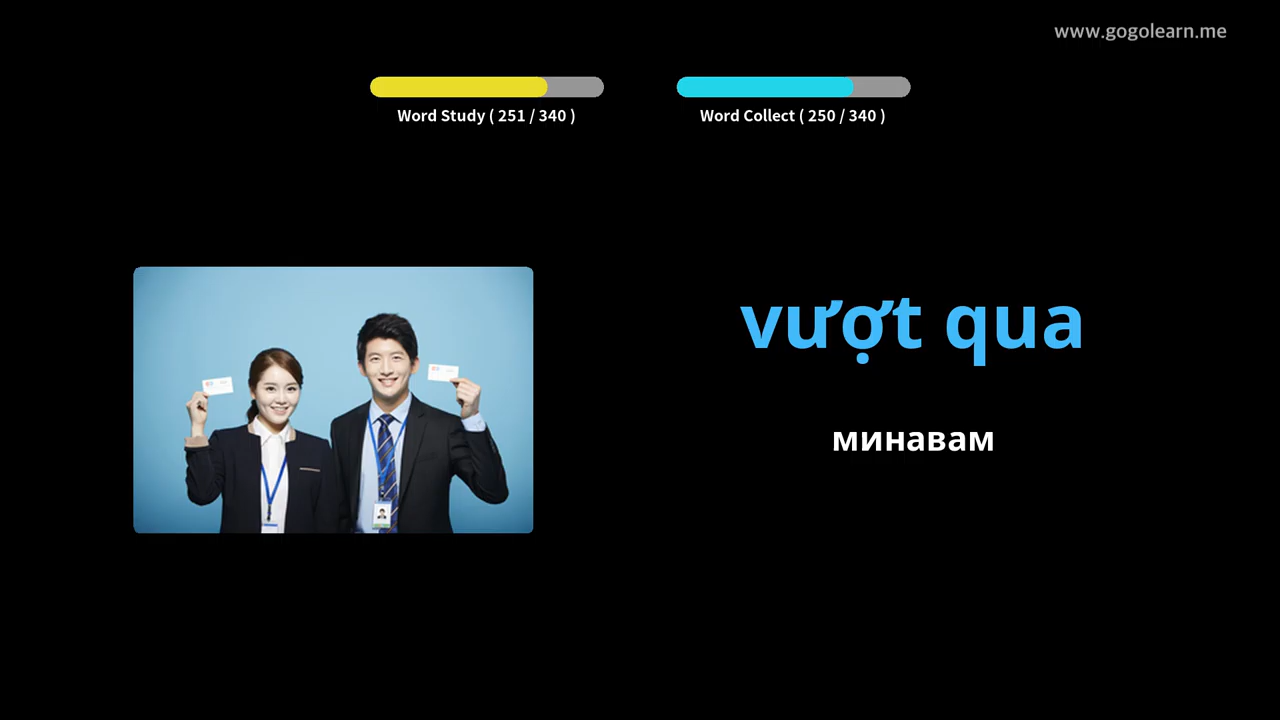 www.gogolearn.me
Word Study ( 251 / 340 )
Word Collect ( 250 / 340 )
vượt qua
минавам